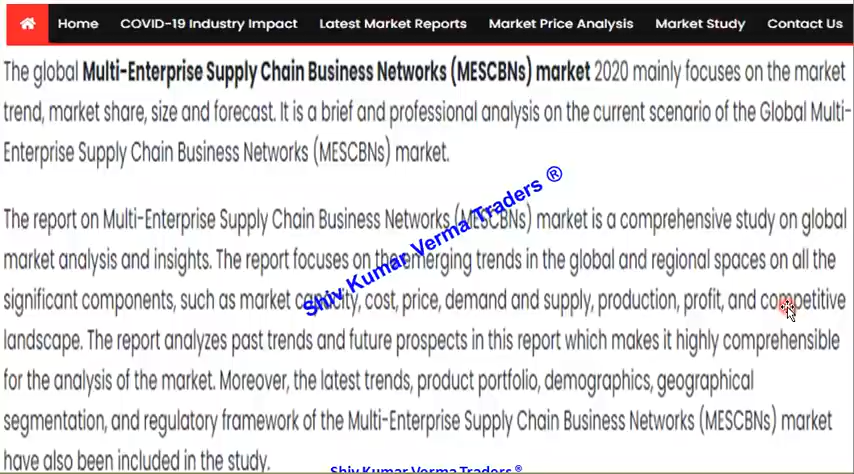 Home COVID-19 Industry Impact Latest Market Reports Market Price Analysis Market Study Contact Us
The global Multi-Enterprise Supply Chain Business Networks (MESCBNs) market 2020 mainly focuses on the market
trend, market share, size and forecast. It is a brief and professional analysis on the current scenario of the Global Multi-
Enterprise Supply Chain Business Networks (MESCBNs) market.
The report on Multi-Enterprise Supply Chain Business Networks (MESCBNs) market is a comprehensive study on global
market analysis and insights. The report focuses on the emerging trends in the global and regional spaces on all the
significant components, such as market capacity, cost, price, demand and supply, production, profit, and competitive
landscape. The report analyzes past trends and future prospects in this report which makes it highly comprehensible
for the analysis of the market. Moreover, the latest trends, product portfolio, demographics, geographical
segmentation, and regulatory framework of the Multi-Enterprise Supply Chain Business Networks (MESCBNs) market
have also been included in the study.
Shiv Kumar Verma Traders ®
Shiv Kumar Verma Traders ®